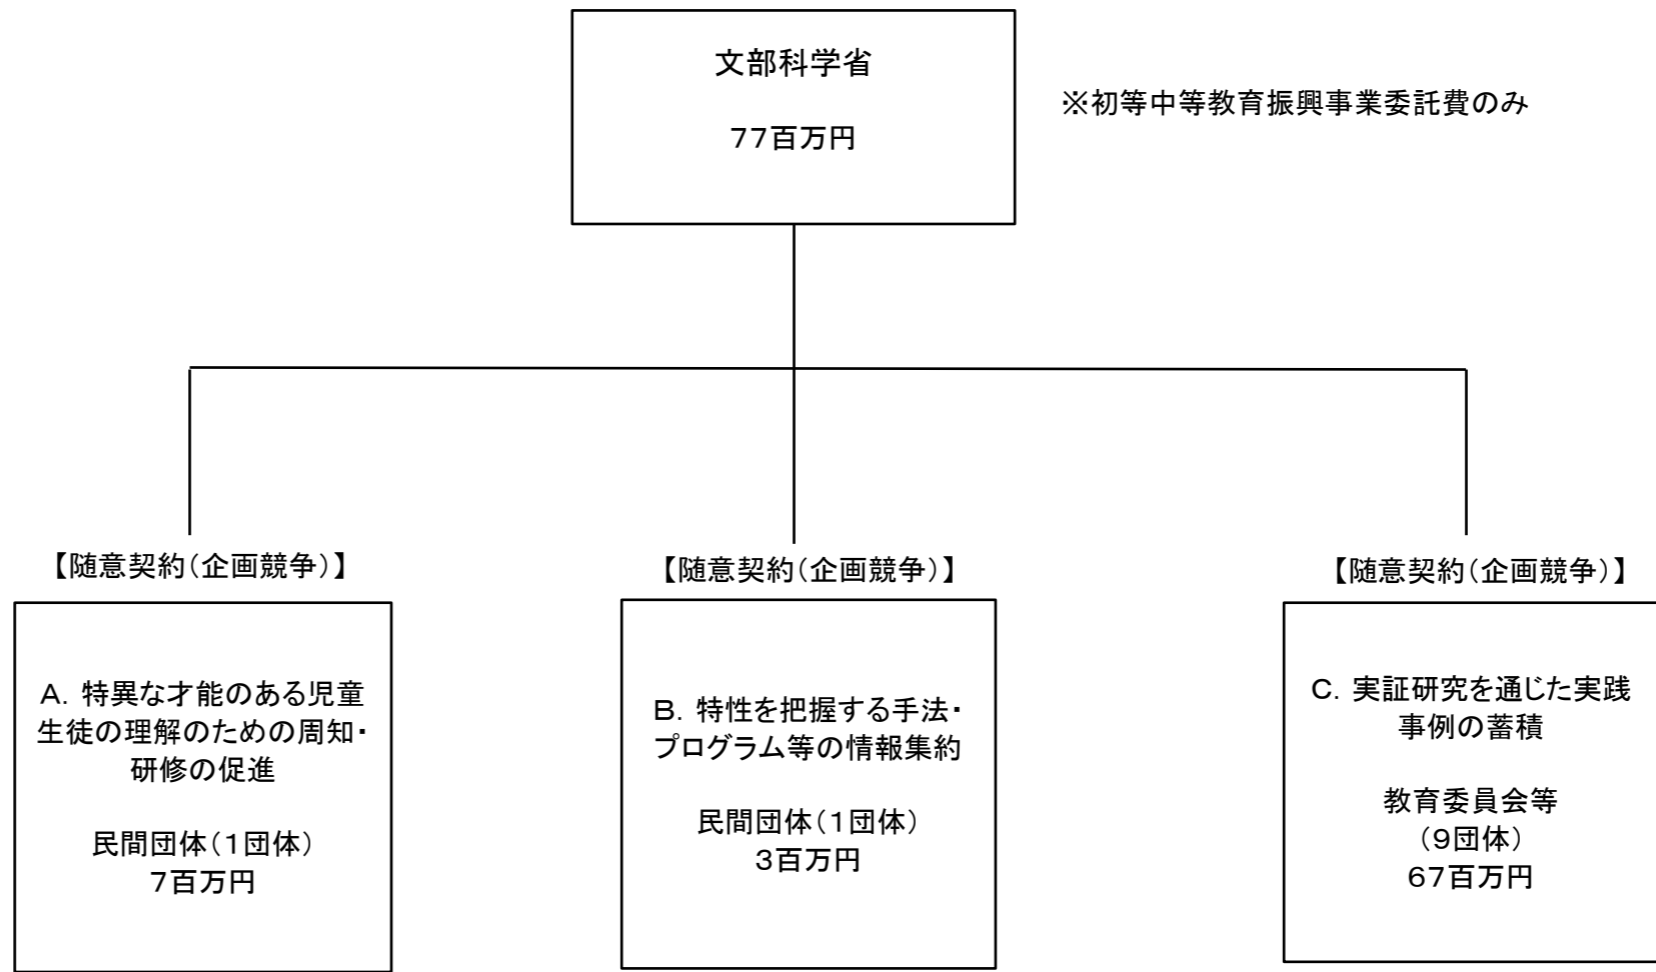 文部科学省
77百万円
※初等中等教育振興事業委託費のみ
【随意契約(企画競争)】
A. 特異な才能のある児童
生徒の理解のための周知・
研修の促進
民間団体(1団体)
7百万円
【随意契約(企画競争)】
B. 特性を把握する手法・
プログラム等の情報集約
民間団体(1団体)
3百万円
【随意契約(企画競争)】
C. 実証研究を通じた実践
事例の蓄積
教育委員会等
(9団体)
67百万円